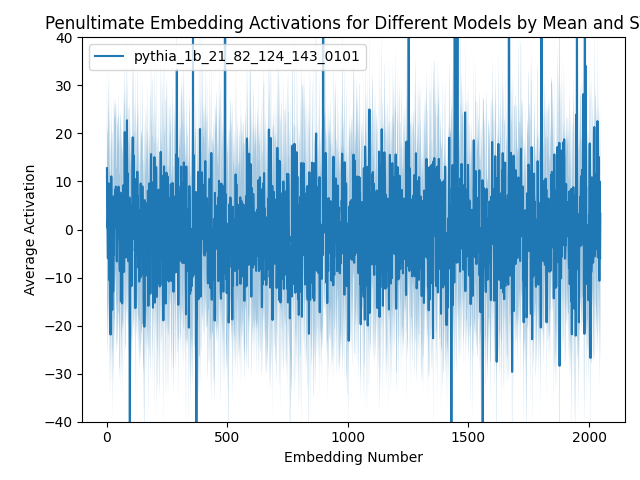 Penultimate Embedding Activations for Different Models by Mean and S
pythia_1b_21_82_124_143_0101
40
30
20
10
0
−10
−20
−30
−40
Average Activation
0 500 1000 1500 2000
Embedding Number